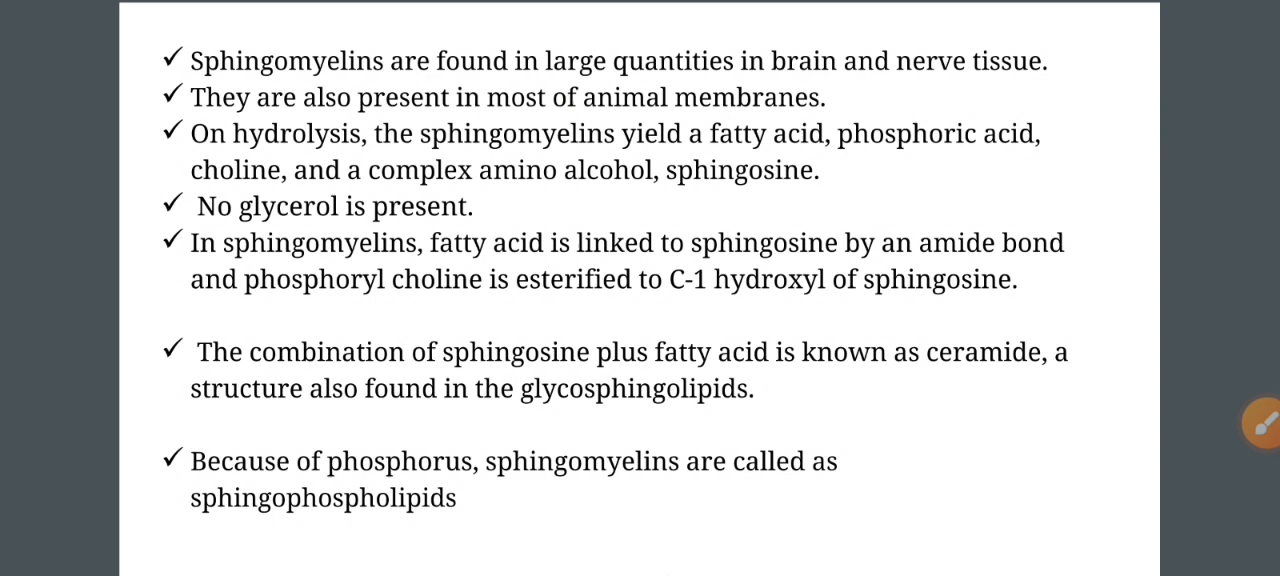 ✓ Sphingomyelins are found in large quantities in brain and nerve tissue.
✓ They are also present in most of animal membranes.
✓ On hydrolysis, the sphingomyelins yield a fatty acid, phosphoric acid,
choline, and a complex amino alcohol, sphingosine.
✓ No glycerol is present.
✓ In sphingomyelins, fatty acid is linked to sphingosine by an amide bond
and phosphoryl choline is esterified to C-1 hydroxyl of sphingosine.
✓ The combination of sphingosine plus fatty acid is known as ceramide, a
structure also found in the glycosphingolipids.
✓ Because of phosphorus, sphingomyelins are called as
sphingophospholipids